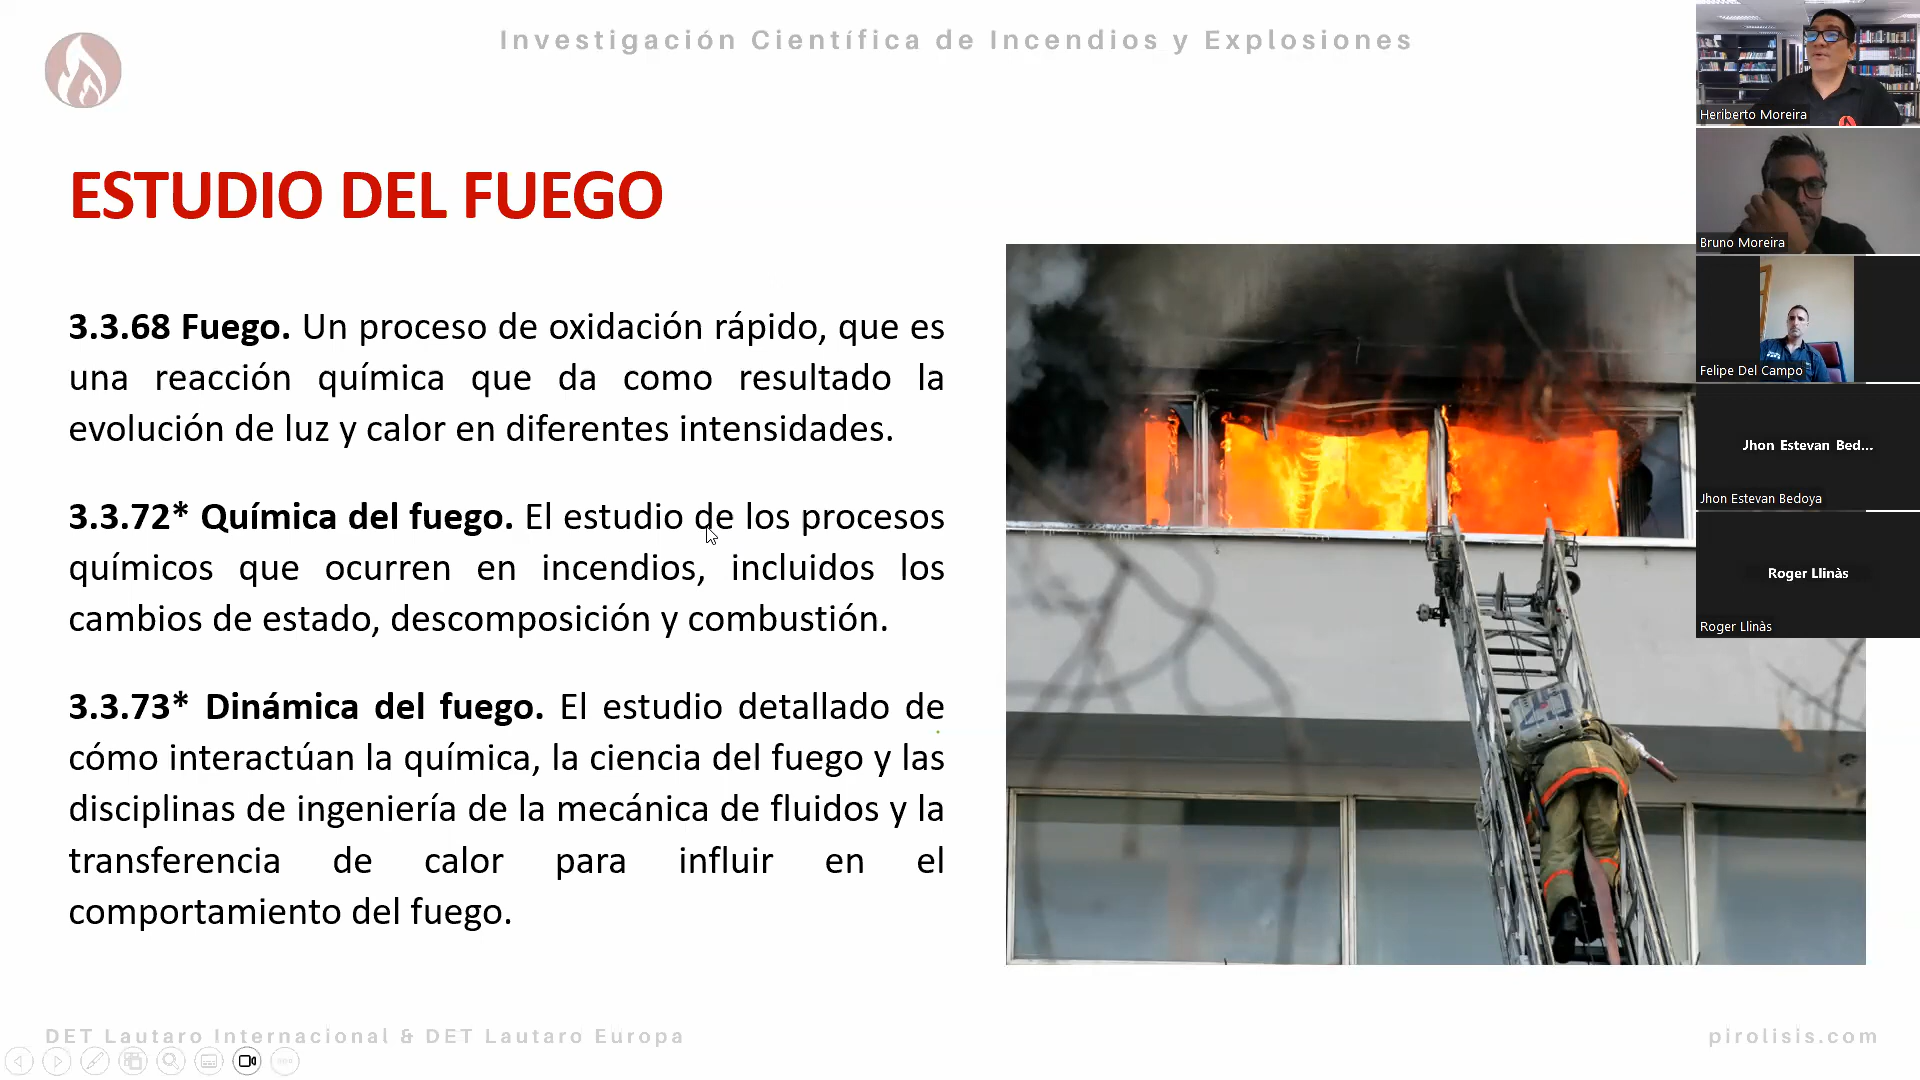 Investigación Científica de Incendios y Explosiones
ESTUDIO DEL FUEGO
3.3.68 Fuego. Un proceso de oxidación rápido, que es
una reacción química que da como resultado la
evolución de luz y calor en diferentes intensidades.
3.3.72* Química del fuego. El estudio de los procesos
químicos que ocurren en incendios, incluidos los
cambios de estado, descomposición y combustión.
3.3.73* Dinámica del fuego. El estudio detallado de
cómo interactúan la química, la ciencia del fuego y las
disciplinas de ingeniería de la mecánica de fluidos y la
transferencia de calor para influir en el
comportamiento del fuego.
Heriberto Moreira
Bruno Moreira
Felipe Del Campo
Jhon Estevan Bed...
Jhon Estevan Bedoya
Roger Llinàs
Roger Llinàs
DET Lautaro Internacional & DET Lautaro Europa
pirolisis.com